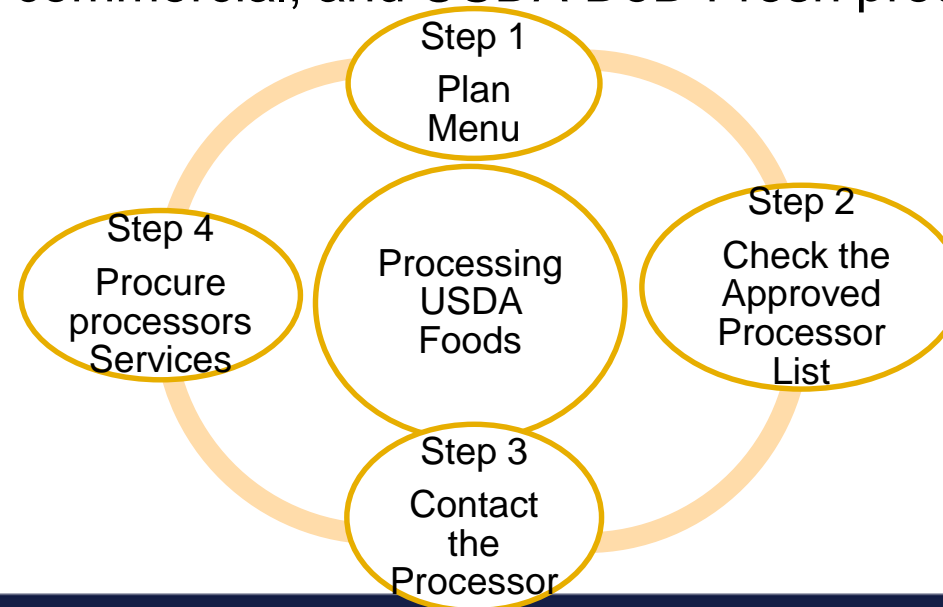 Step 1
Plan
Menu
Step 2
Check the
Approved
Processor
List
Processing
USDA
Foods
Step 4
Procure
processors
Services
Step 3
Contact
the
Processor